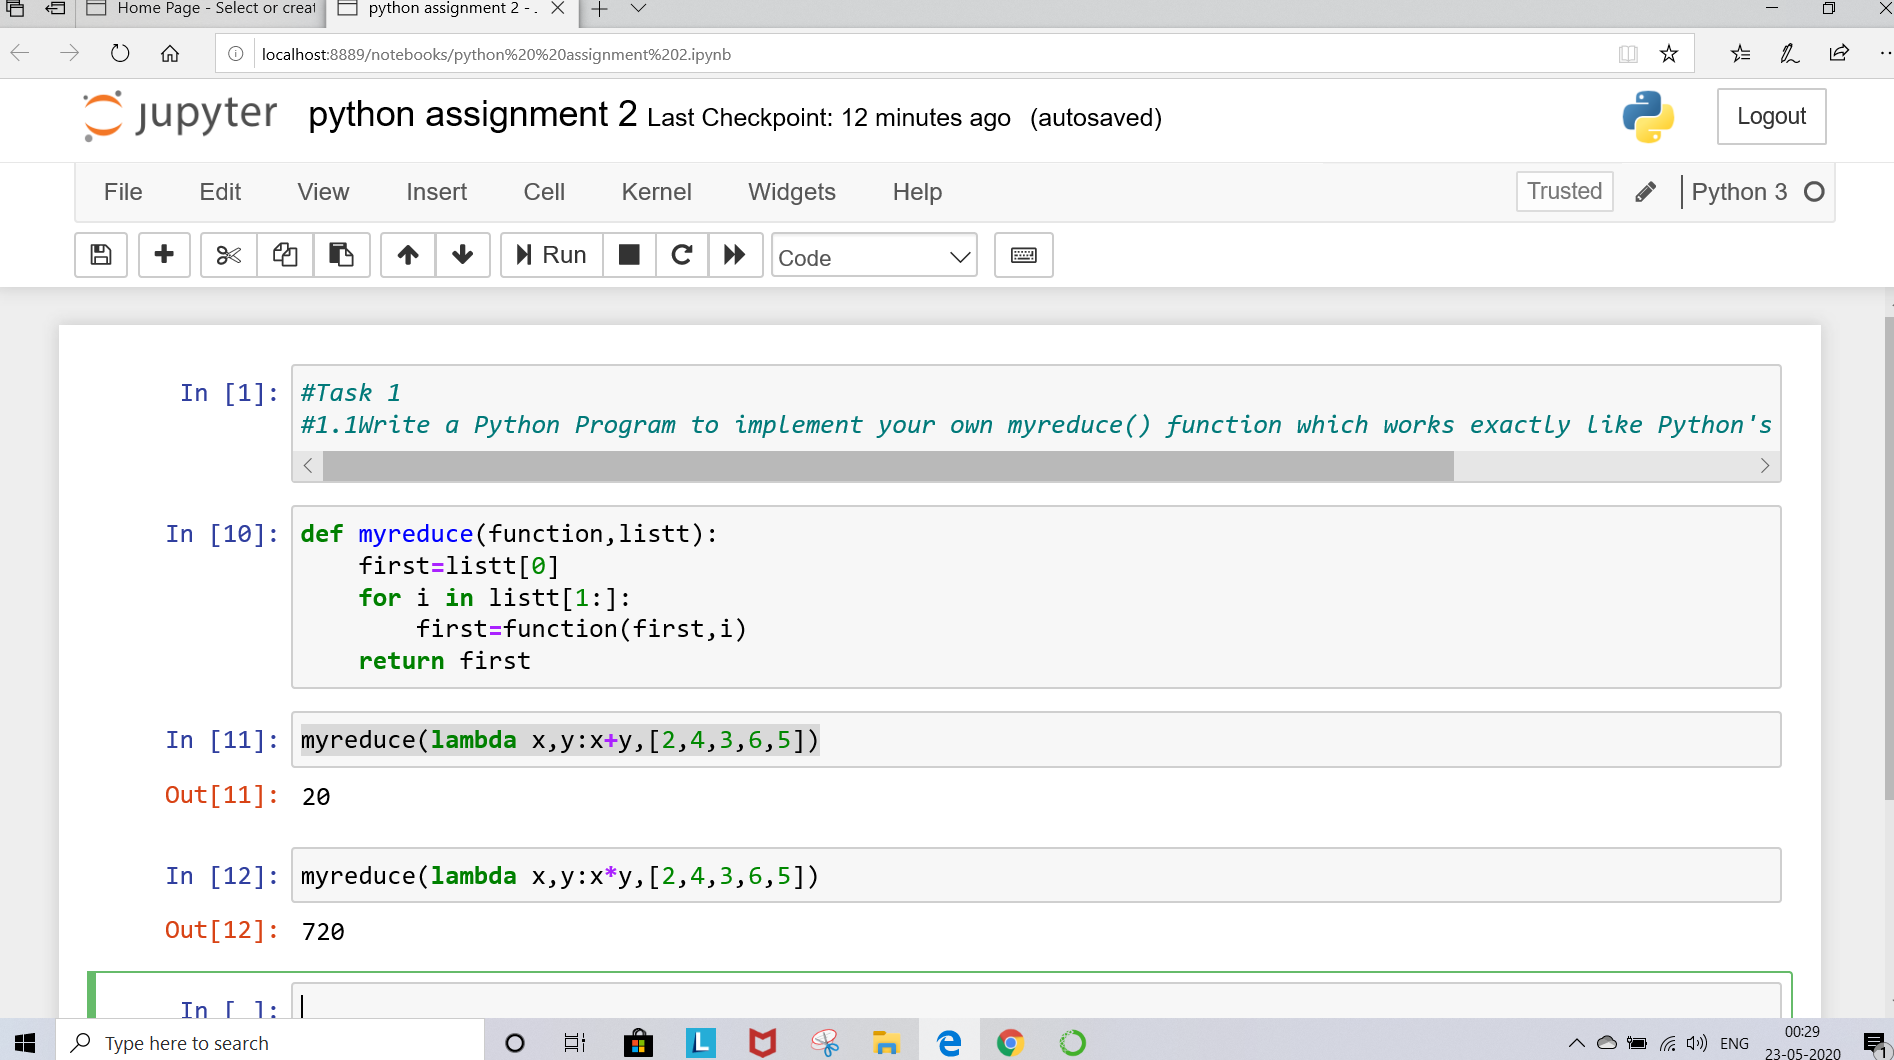 Home Page - Select or creat
python assignment 2 - .
localhost:8889/notebooks/python%20%20assignment%202.ipynb
jupyter python assignment 2 Last Checkpoint: 12 minutes ago (autosaved)
Logout
File Edit View Insert Cell Kernel Widgets Help Trusted Python 3
Run Code
In [1]: #Task 1
#1.1Write a Python Program to implement your own myreduce() function which works exactly like Python's
In [10]: def myreduce(function,listt):
    first=listt[0]
    for i in listt[1:]:
        first=function(first,i)
    return first
In [11]: myreduce(lambda x,y:x+y,[2,4,3,6,5])
Out[11]: 20
In [12]: myreduce(lambda x,y:x*y,[2,4,3,6,5])
Out[12]: 720
In [ ]:
Type here to search
L
ENG
00:29
23-05-2020
1